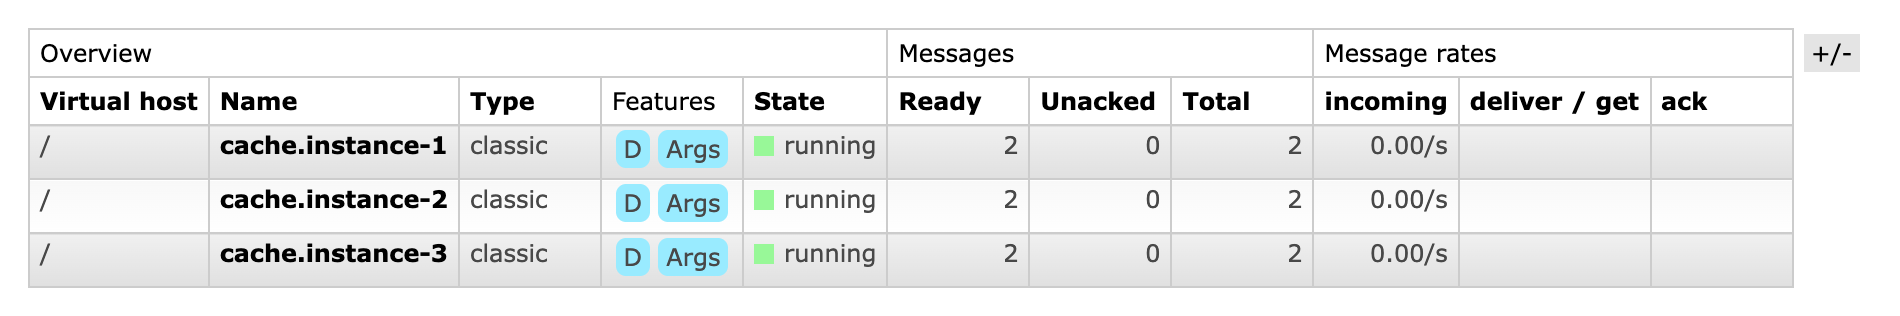 Overview Messages Message rates +/-
Virtual host Name Type Features State Ready Unacked Total incoming deliver / get ack
/ cache.instance-1 classic D Args running 2 0 2 0.00/s
/ cache.instance-2 classic D Args running 2 0 2 0.00/s
/ cache.instance-3 classic D Args running 2 0 2 0.00/s